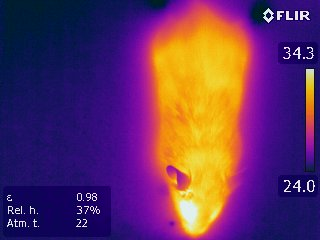 FLIR
34.3
24.0
ε 0.98
Rel. h. 37%
Atm. t. 22